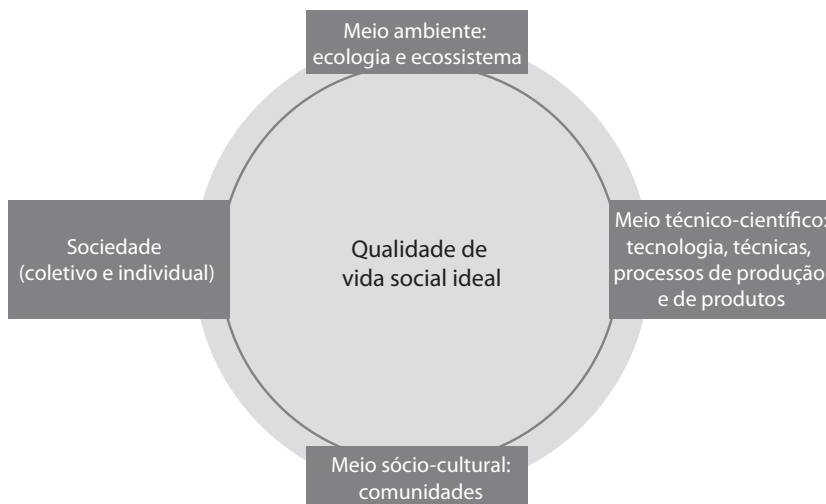 Meio ambiente:
ecologia e ecossistema
Sociedade
(coletivo e individual)
Qualidade de
vida social ideal
Meio técnico-científico:
tecnologia, técnicas,
processos de produção
e de produtos
Meio sócio-cultural:
comunidades